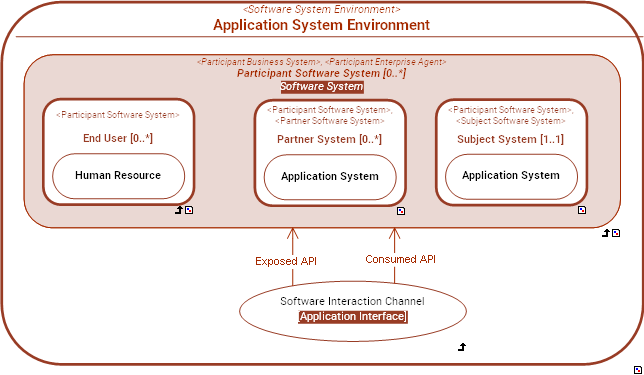 <Software System Environment>
Application System Environment
<Participant Business System>, <Participant Enterprise Agent>
Participant Software System [0..*]
Software System
<Participant Software System>
End User [0..*]
Human Resource
<Participant Software System>,
<Partner Software System>
Partner System [0..*]
Application System
<Participant Software System>,
<Subject Software System>
Subject System [1..1]
Application System
Exposed API
Consumed API
Software Interaction Channel
[Application Interface]